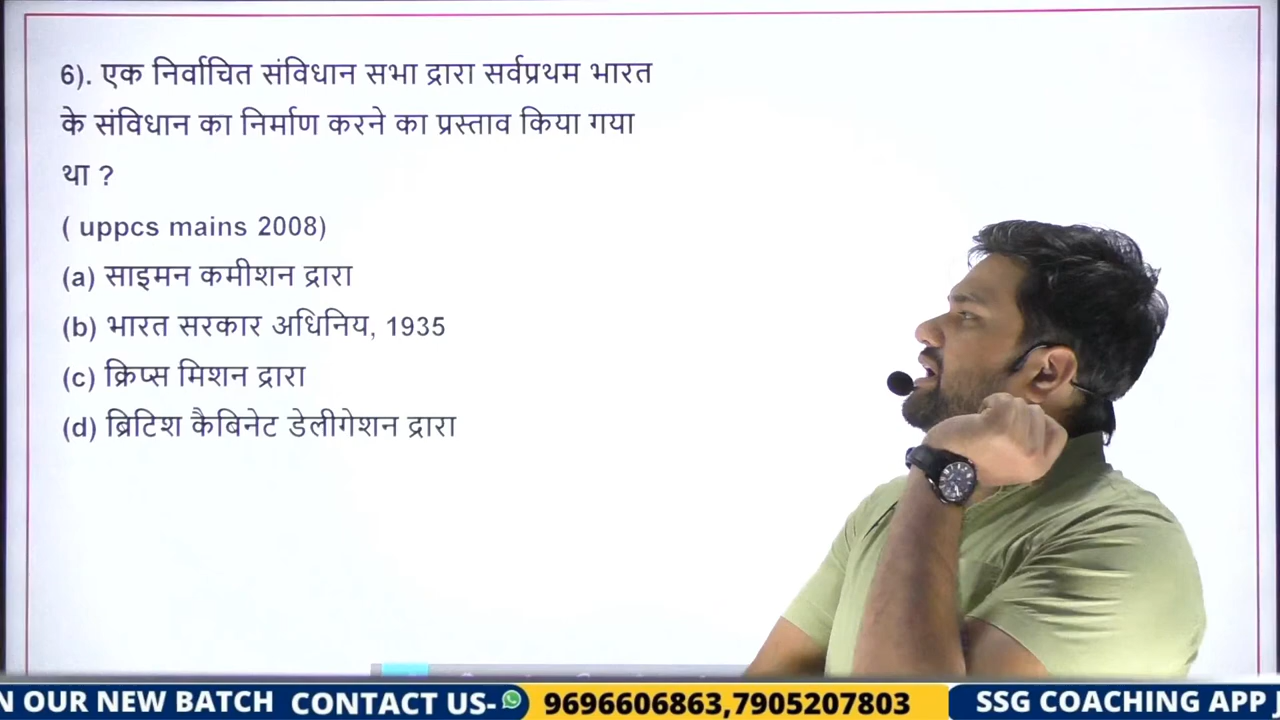 6). एक निर्वाचित संविधान सभा द्रारा सर्वप्रथम भारत
के संविधान का निर्माण करने का प्रस्ताव किया गया
था ?
( uppcs mains 2008)
(a) साइमन कमीशन द्रारा
(b) भारत सरकार अधिनिय, 1935
(c) क्रिप्स मिशन द्रारा
(d) ब्रिटिश कैबिनेट डेलीगेशन द्रारा
N OUR NEW BATCH CONTACT US- 9696606863,7905207803 SSG COACHING APP